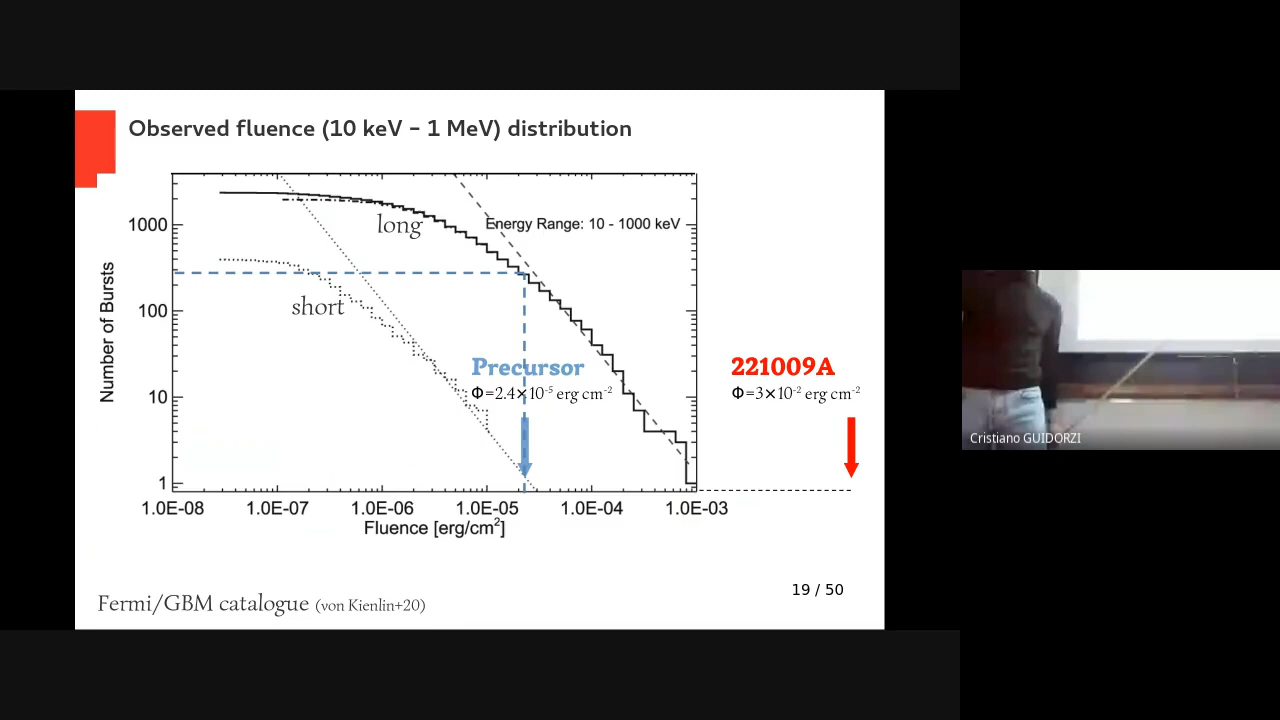 Observed fluence (10 keV – 1 MeV) distribution
1000
100
10
1
Number of Bursts
long
short
Energy Range: 10 - 1000 keV
Precursor
Φ=2.4×10⁻⁵ erg cm⁻²
221009A
Φ=3×10⁻² erg cm⁻²
1.0E-08 1.0E-07 1.0E-06 1.0E-05 1.0E-04 1.0E-03
Fluence [erg/cm²]
Fermi/GBM catalogue (von Kienlin+20)
19 / 50
Cristiano GUIDORZI